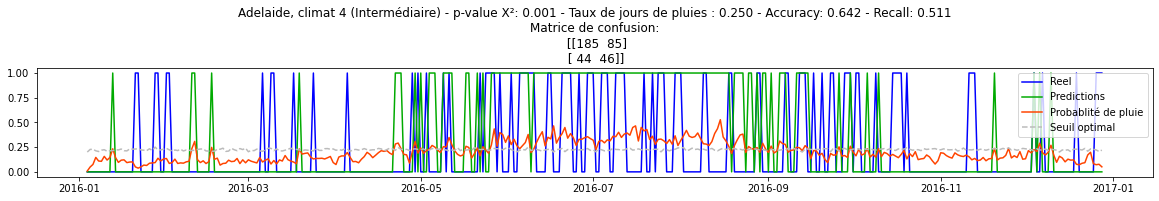 Adelaide, climat 4 (Intermédiaire) - p-value X²: 0.001 - Taux de jours de pluies : 0.250 - Accuracy: 0.642 - Recall: 0.511
Matrice de confusion:
[[185 85]
[ 44 46]]
1.00
0.75
0.50
0.25
0.00
Reel
Predictions
Probablité de pluie
Seuil optimal
2016-01
2016-03
2016-05
2016-07
2016-09
2016-11
2017-01